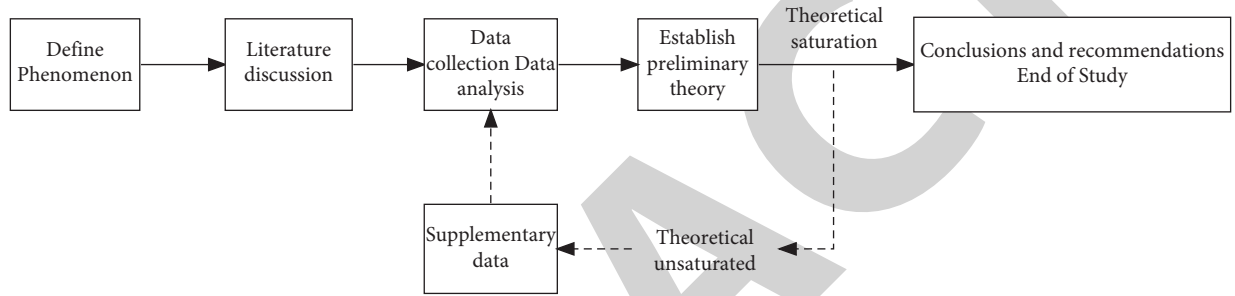 Define
Phenomenon
Literature
discussion
Data
collection Data
analysis
Establish
preliminary
theory
Theoretical
saturation
Conclusions and recommendations
End of Study
Supplementary
data
Theoretical
unsaturated